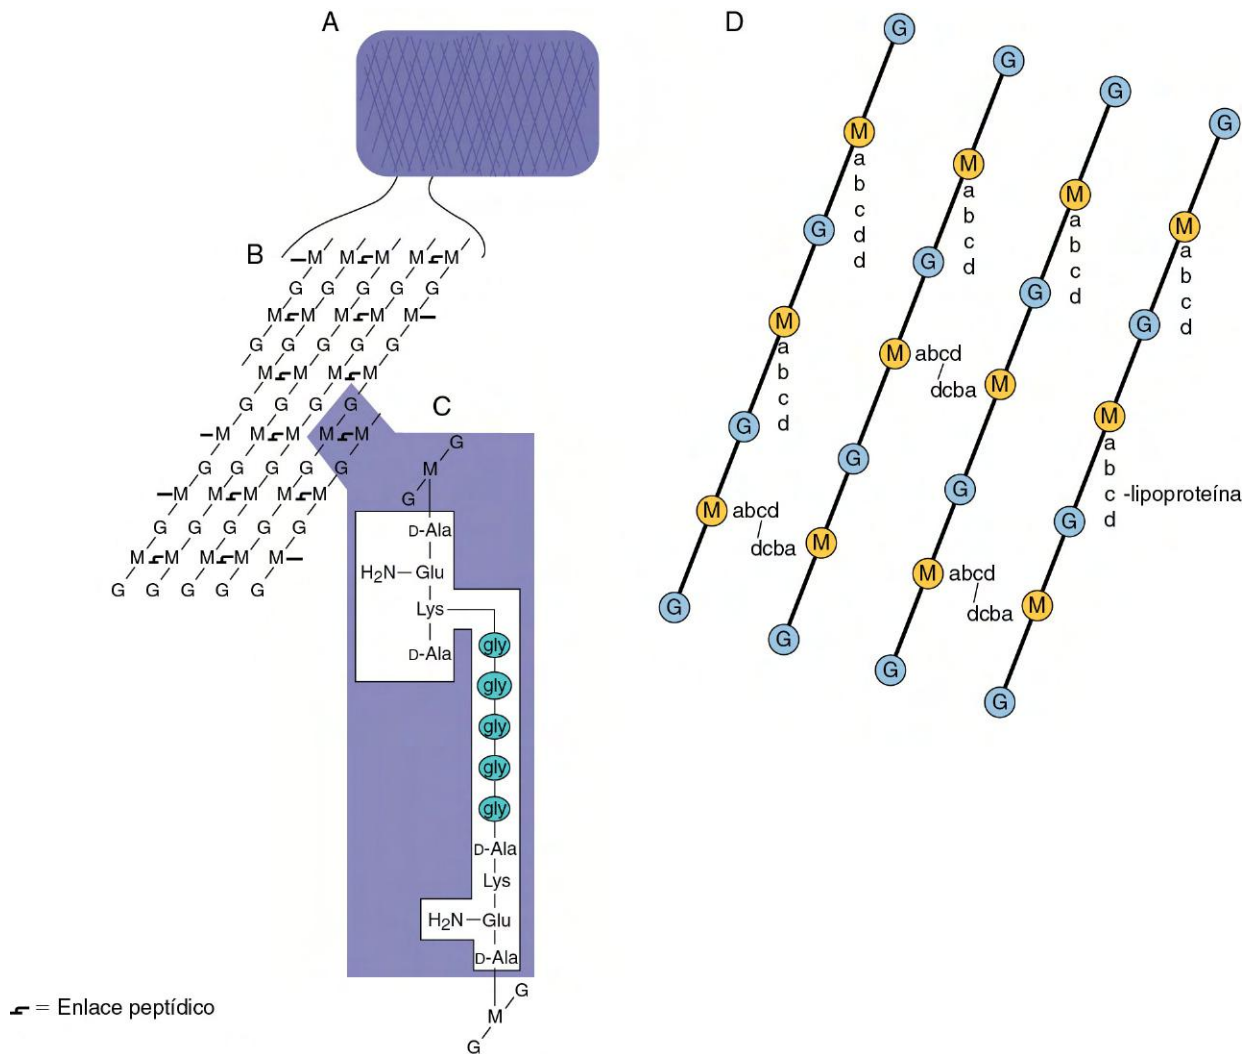 A
B
M M M M M
G G G G G
M M M M M
G G G G G
M M M M
G G G G
M M M M M
G G G G G
M M M M M
G G G G G
M M M M M
G G G G G
C
G
M
G
D-Ala
H₂N–Glu
Lys
D-Ala
gly
gly
gly
gly
gly
D-Ala
Lys
H₂N–Glu
D-Ala
G
M
G
= Enlace peptídico
D
G
M
a
b
c
d
d
G
M
a
b
c
d
G
M abcd
G
G
M
a
b
c
d
G
M abcd
G
dcba M
G
G
M
a
b
c
d
G
dcba M
G
M abcd
G
G
M
a
b
c
d
G
M
a
b
c -lipoproteína
d
G
dcba M
G